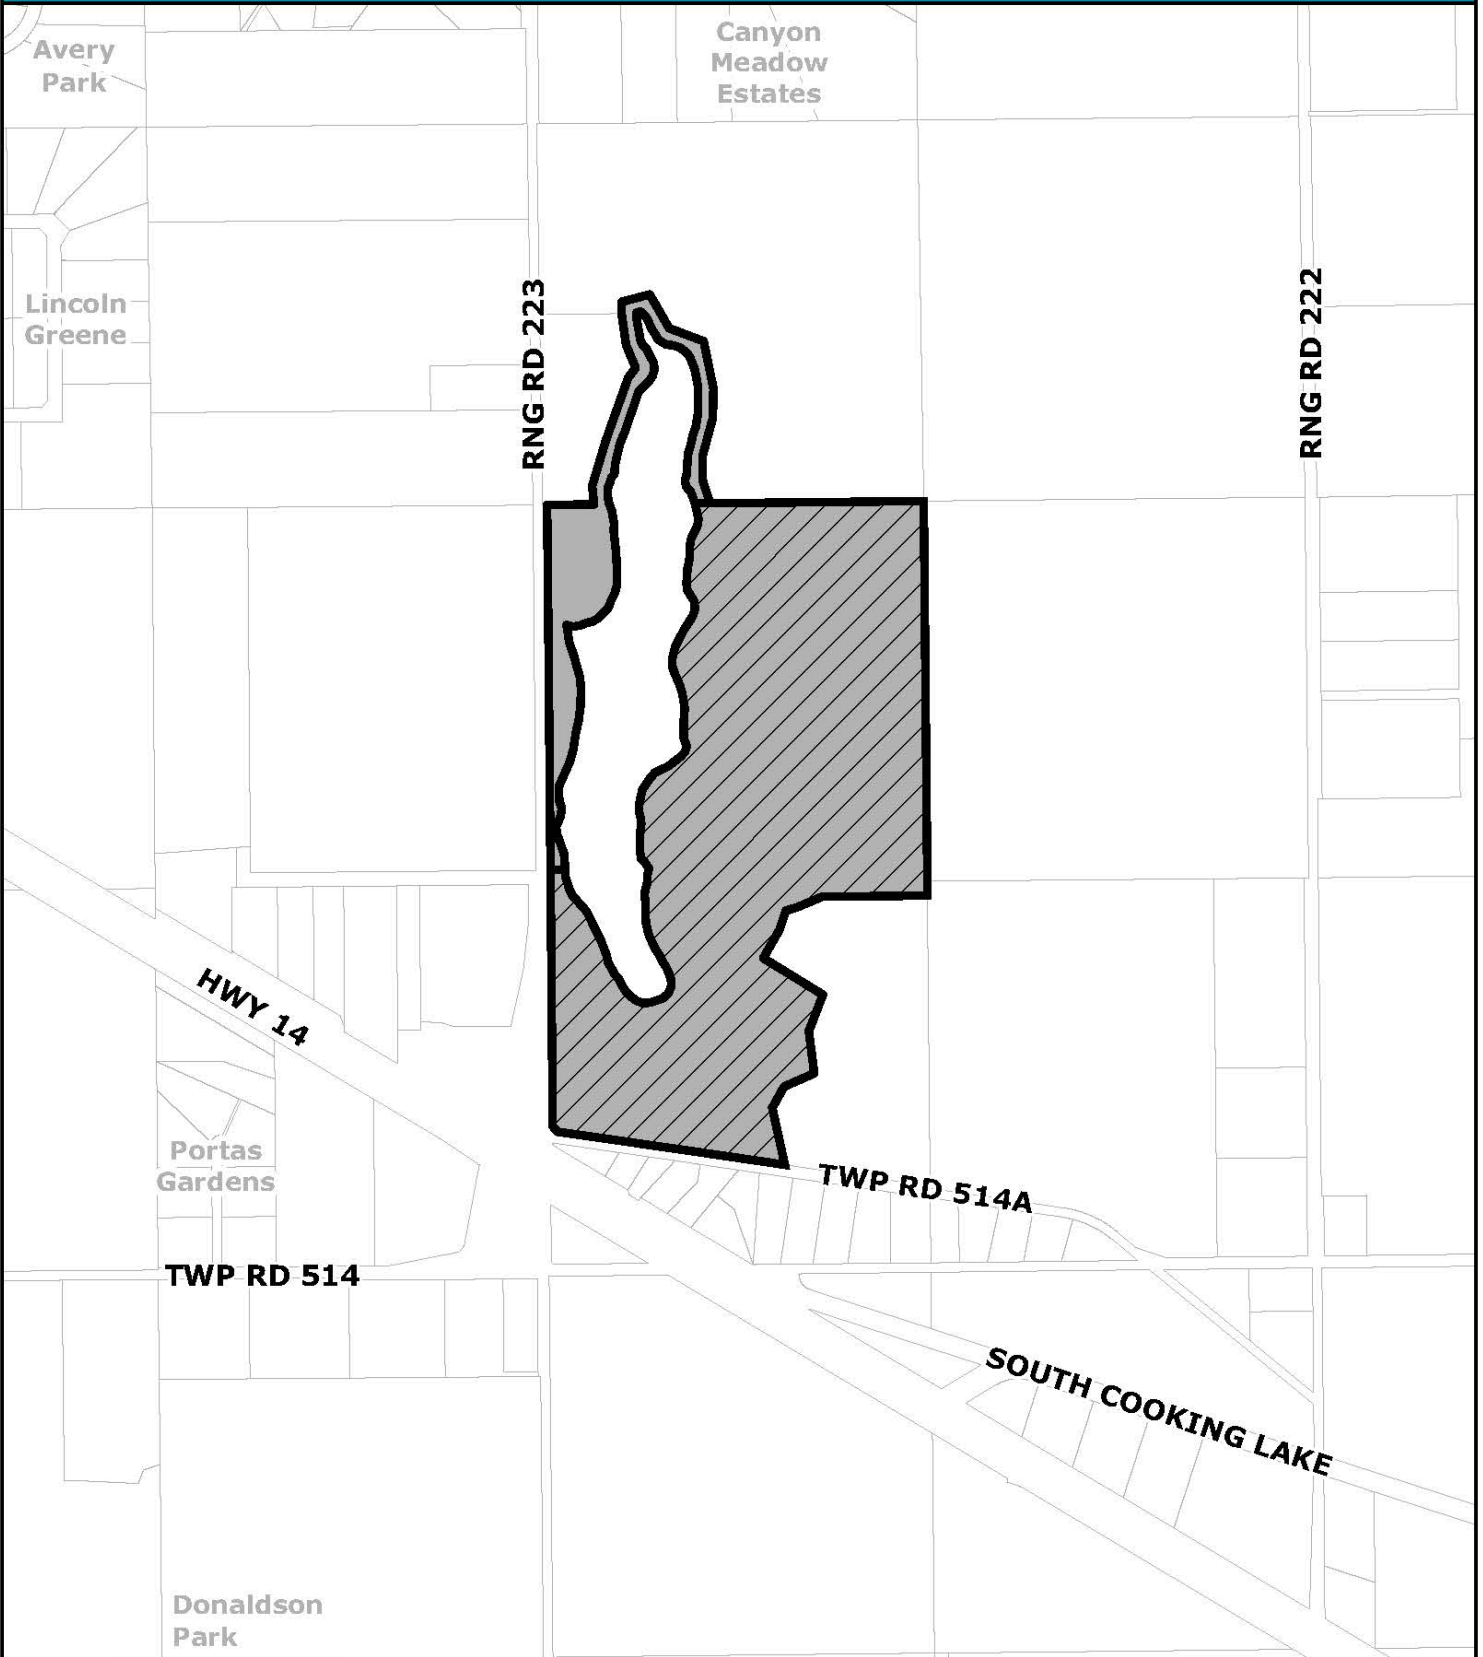 Avery
Park
Canyon
Meadow
Estates
Lincoln
Greene
RNG RD 223
RNG RD 222
HWY 14
Portas
Gardens
TWP RD 514A
TWP RD 514
SOUTH COOKING LAKE
Donaldson
Park